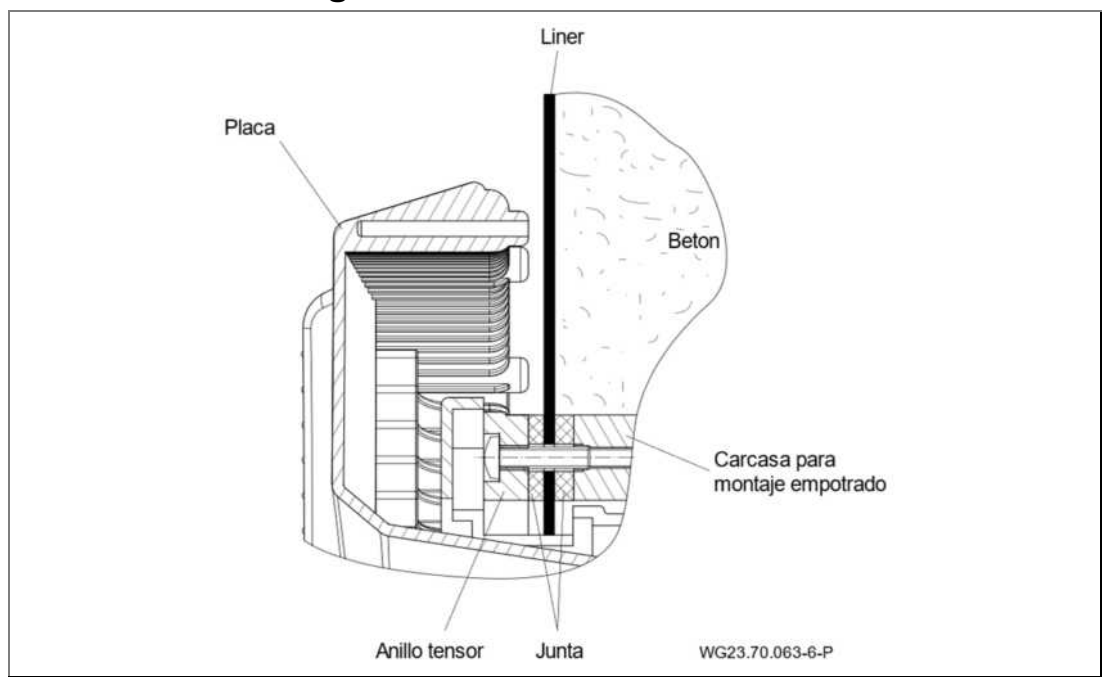 Liner
Placa
Beton
Carcasa para
montaje empotrado
Anillo tensor
Junta
WG23.70.063-6-P